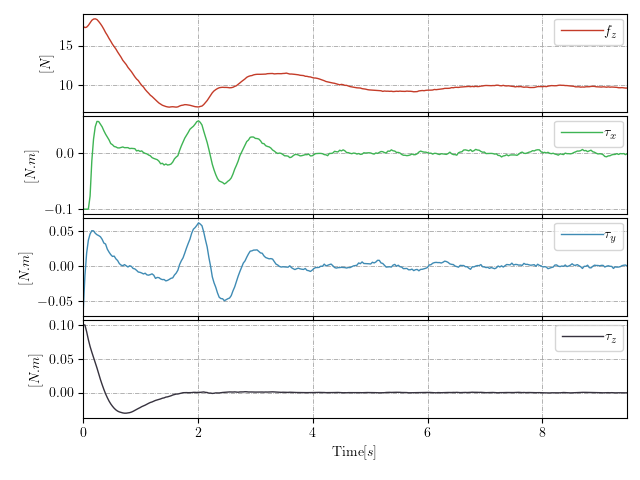 15
10
[N]
f_z
0.0
−0.1
[N.m]
τ_x
0.05
0.00
−0.05
[N.m]
τ_y
0.10
0.05
0.00
[N.m]
τ_z
0 2 4 6 8
Time[s]